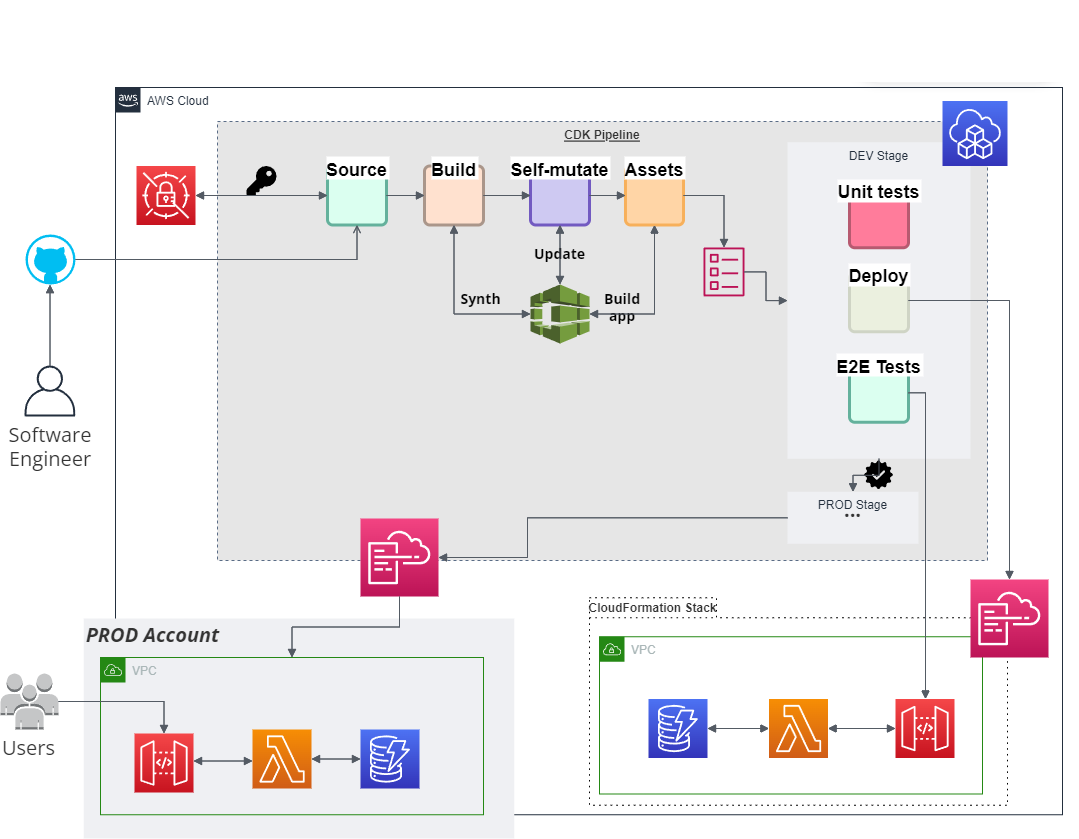 aws
AWS Cloud
CDK Pipeline
DEV Stage
Source
Build
Self-mutate
Assets
Unit tests
Update
Deploy
Synth
Build
app
E2E Tests
Software
Engineer
PROD Stage
•••
CloudFormation Stack
PROD Account
VPC
VPC
Users